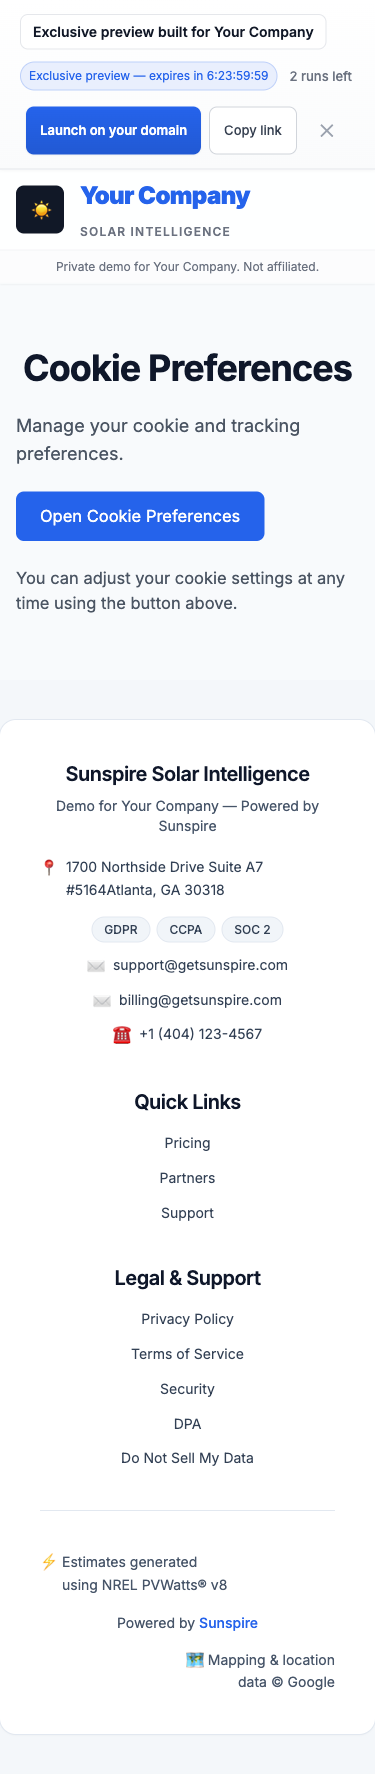 Exclusive preview built for Your Company
Exclusive preview — expires in 6:23:59:59
2 runs left
Launch on your domain
Copy link
Your Company
SOLAR INTELLIGENCE
Private demo for Your Company. Not affiliated.
Cookie Preferences
Manage your cookie and tracking
preferences.
Open Cookie Preferences
You can adjust your cookie settings at any
time using the button above.
Sunspire Solar Intelligence
Demo for Your Company — Powered by
Sunspire
1700 Northside Drive Suite A7
#5164Atlanta, GA 30318
GDPR
CCPA
SOC 2
support@getsunspire.com
billing@getsunspire.com
+1 (404) 123-4567
Quick Links
Pricing
Partners
Support
Legal & Support
Privacy Policy
Terms of Service
Security
DPA
Do Not Sell My Data
Estimates generated
using NREL PVWatts® v8
Powered by Sunspire
Mapping & location
data © Google